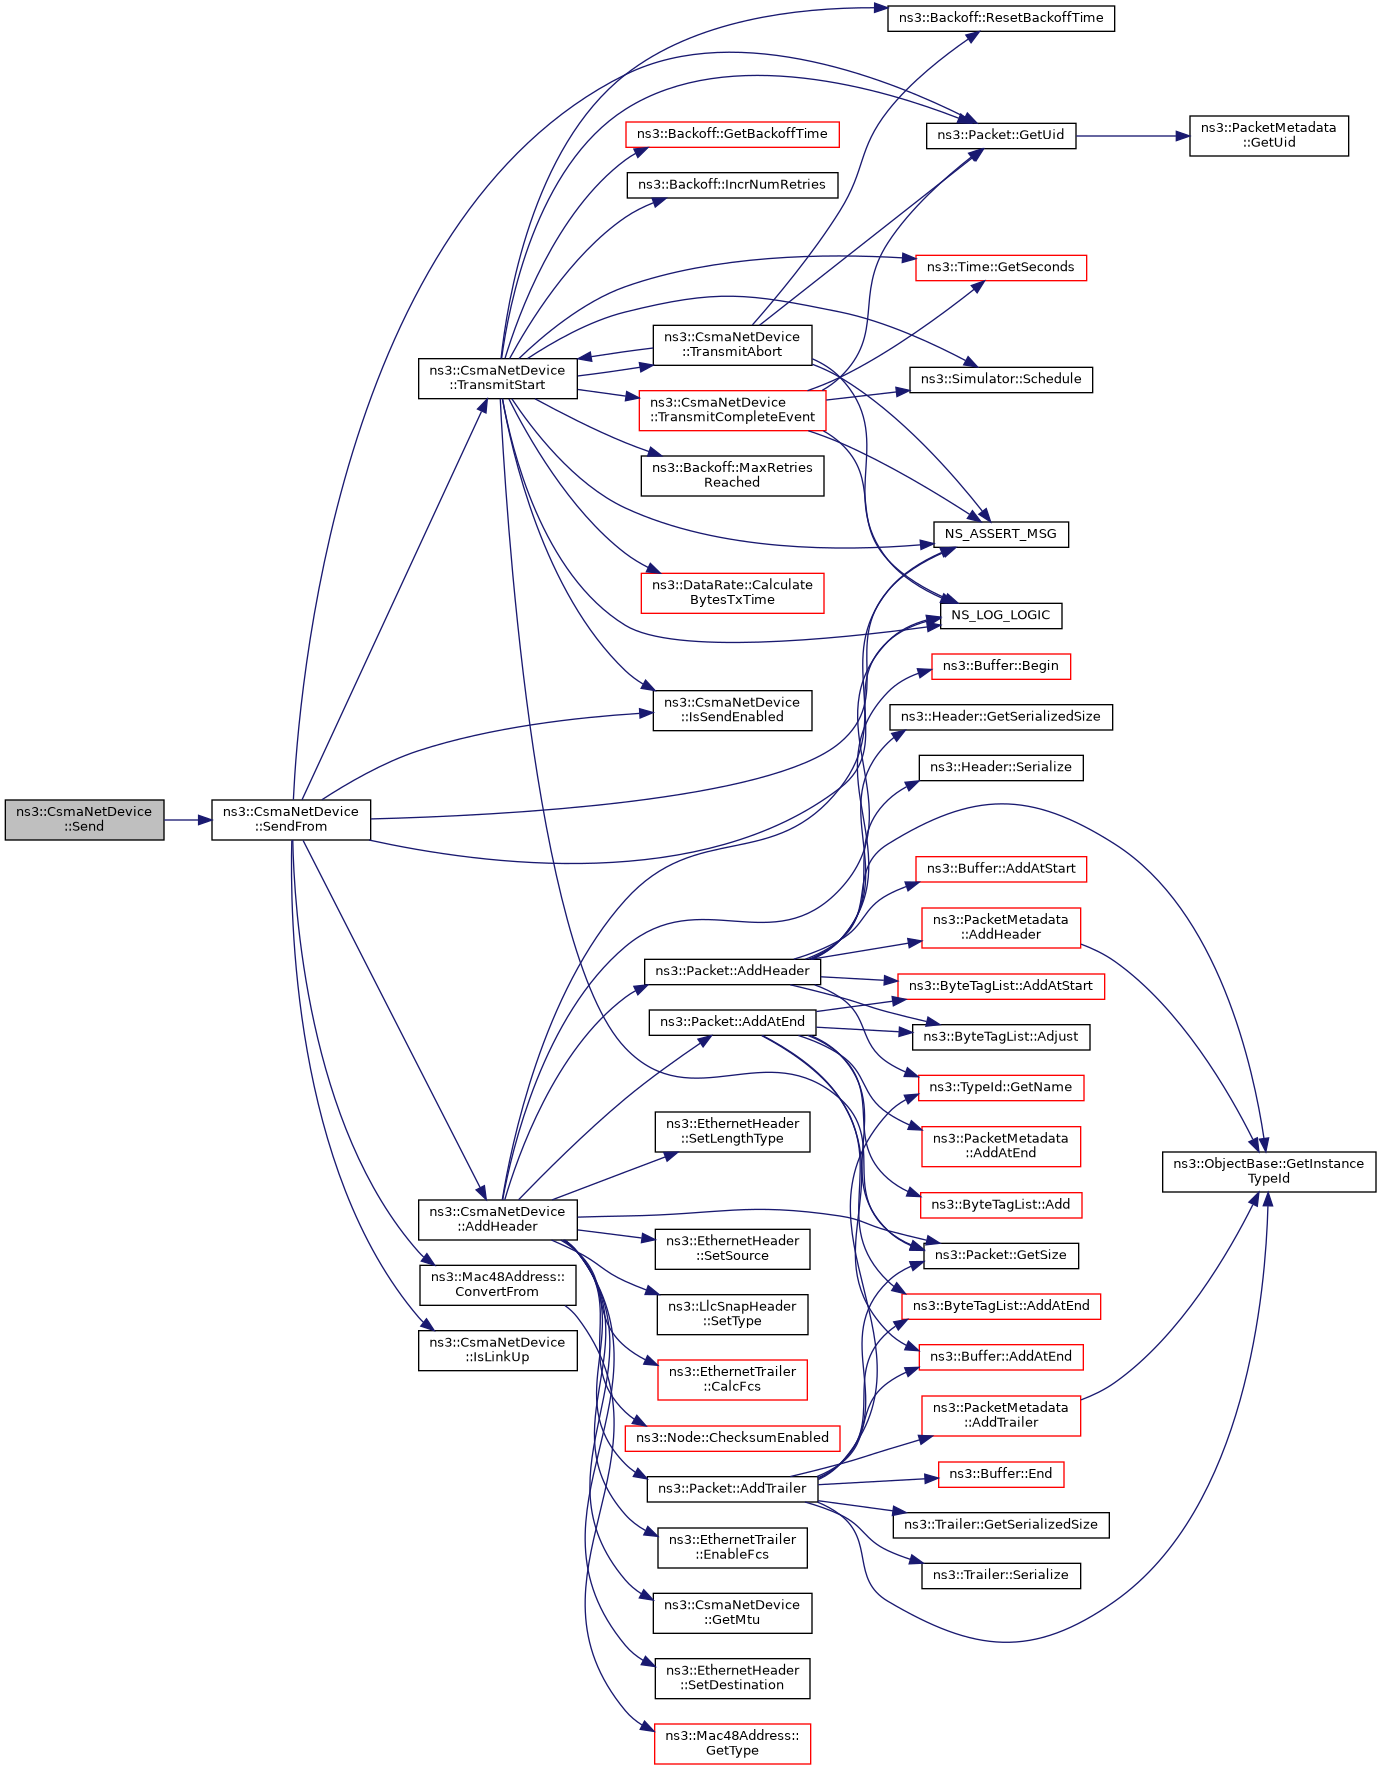 ns3::Backoff::ResetBackoffTime
ns3::Packet::GetUid
ns3::PacketMetadata
::GetUid
ns3::Backoff::GetBackoffTime
ns3::Backoff::IncrNumRetries
ns3::Time::GetSeconds
ns3::CsmaNetDevice
::TransmitAbort
ns3::CsmaNetDevice
::TransmitStart
ns3::Simulator::Schedule
ns3::CsmaNetDevice
::TransmitCompleteEvent
ns3::Backoff::MaxRetries
Reached
NS_ASSERT_MSG
ns3::DataRate::Calculate
BytesTxTime
NS_LOG_LOGIC
ns3::Buffer::Begin
ns3::CsmaNetDevice
::IsSendEnabled
ns3::Header::GetSerializedSize
ns3::Header::Serialize
ns3::CsmaNetDevice
::Send
ns3::CsmaNetDevice
::SendFrom
ns3::Buffer::AddAtStart
ns3::PacketMetadata
::AddHeader
ns3::Packet::AddHeader
ns3::ByteTagList::AddAtStart
ns3::Packet::AddAtEnd
ns3::ByteTagList::Adjust
ns3::TypeId::GetName
ns3::EthernetHeader
::SetLengthType
ns3::PacketMetadata
::AddAtEnd
ns3::ObjectBase::GetInstance
TypeId
ns3::ByteTagList::Add
ns3::CsmaNetDevice
::AddHeader
ns3::EthernetHeader
::SetSource
ns3::Packet::GetSize
ns3::Mac48Address::
ConvertFrom
ns3::LlcSnapHeader
::SetType
ns3::ByteTagList::AddAtEnd
ns3::CsmaNetDevice
::IsLinkUp
ns3::Buffer::AddAtEnd
ns3::EthernetTrailer
::CalcFcs
ns3::PacketMetadata
::AddTrailer
ns3::Node::ChecksumEnabled
ns3::Buffer::End
ns3::Packet::AddTrailer
ns3::Trailer::GetSerializedSize
ns3::EthernetTrailer
::EnableFcs
ns3::Trailer::Serialize
ns3::CsmaNetDevice
::GetMtu
ns3::EthernetHeader
::SetDestination
ns3::Mac48Address::
GetType